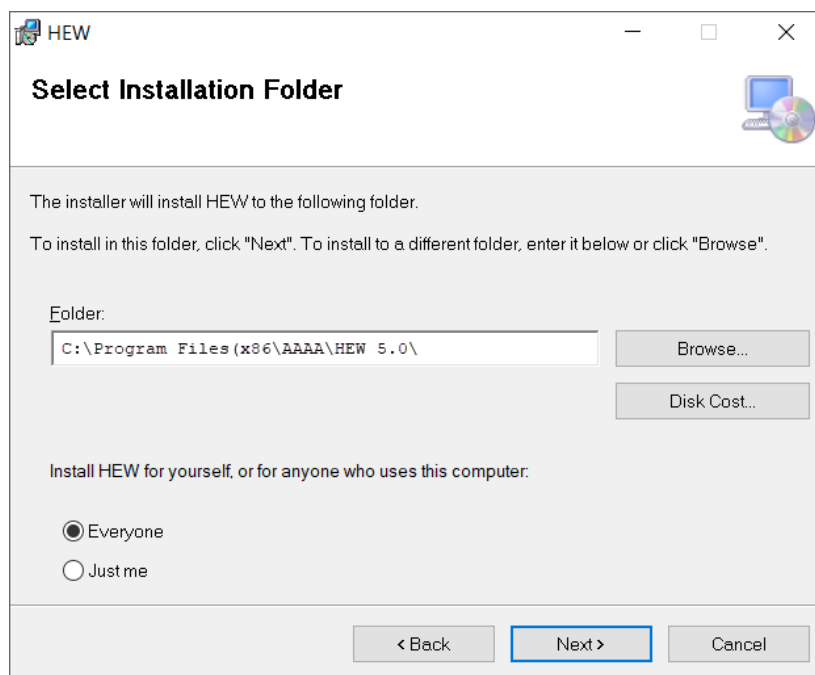 HEW
Select Installation Folder
The installer will install HEW to the following folder.
To install in this folder, click "Next". To install to a different folder, enter it below or click "Browse".
Folder:
C:\Program Files(x86\AAAA\HEW 5.0\
Browse...
Disk Cost...
Install HEW for yourself, or for anyone who uses this computer:
Everyone
Just me
< Back
Next >
Cancel